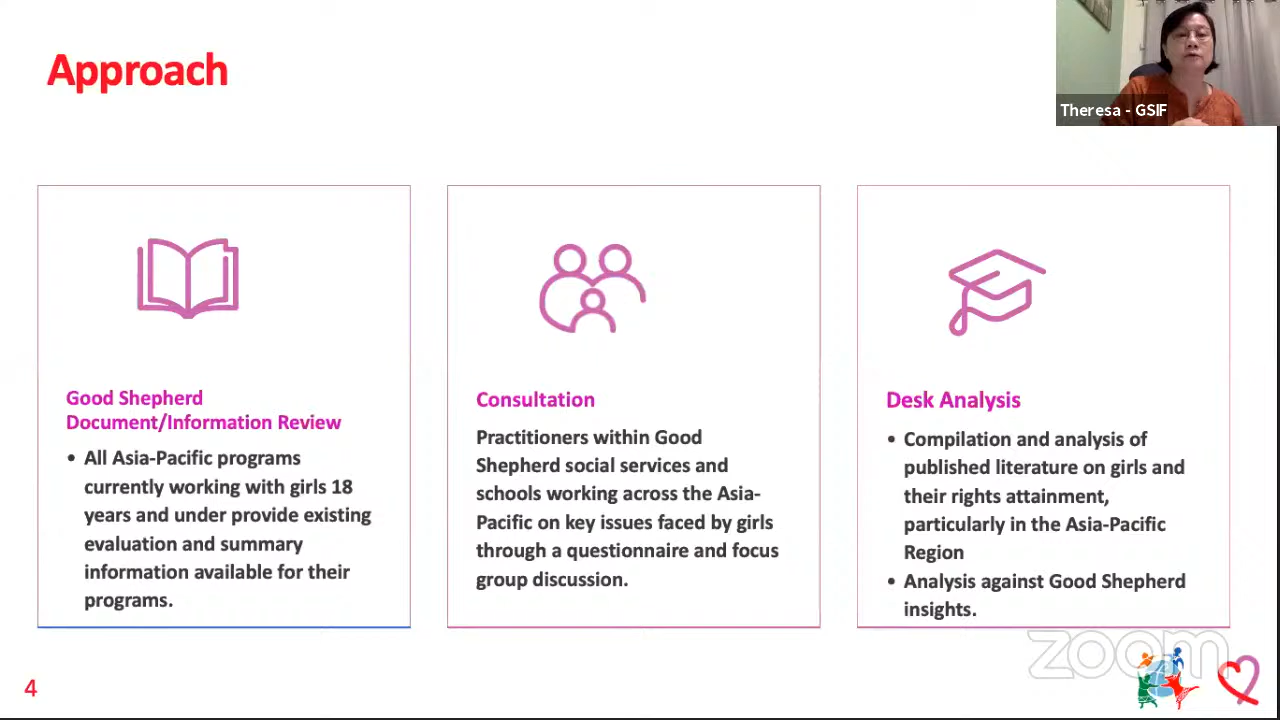 Approach
Theresa - GSIF
Good Shepherd
Document/Information Review
• All Asia-Pacific programs
currently working with girls 18
years and under provide existing
evaluation and summary
information available for their
programs.
Consultation
Practitioners within Good
Shepherd social services and
schools working across the Asia-
Pacific on key issues faced by girls
through a questionnaire and focus
group discussion.
Desk Analysis
• Compilation and analysis of
published literature on girls and
their rights attainment,
particularly in the Asia-Pacific
Region
• Analysis against Good Shepherd
insights.
zoom
4